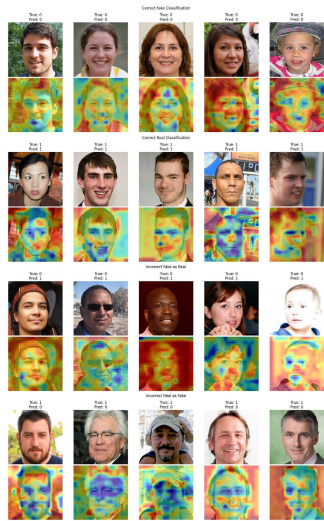 Correct Fake Classification
True: 0 True: 0 True: 0 True: 0 True: 0
Pred: 0 Pred: 0 Pred: 0 Pred: 0 Pred: 0
Correct Real Classification
True: 1 True: 1 True: 1 True: 1 True: 1
Pred: 1 Pred: 1 Pred: 1 Pred: 1 Pred: 1
Incorrect Fake as Real
True: 0 True: 0 True: 0 True: 0 True: 0
Pred: 1 Pred: 1 Pred: 1 Pred: 1 Pred: 1
Incorrect Real as Fake
True: 1 True: 1 True: 1 True: 1 True: 1
Pred: 0 Pred: 0 Pred: 0 Pred: 0 Pred: 0